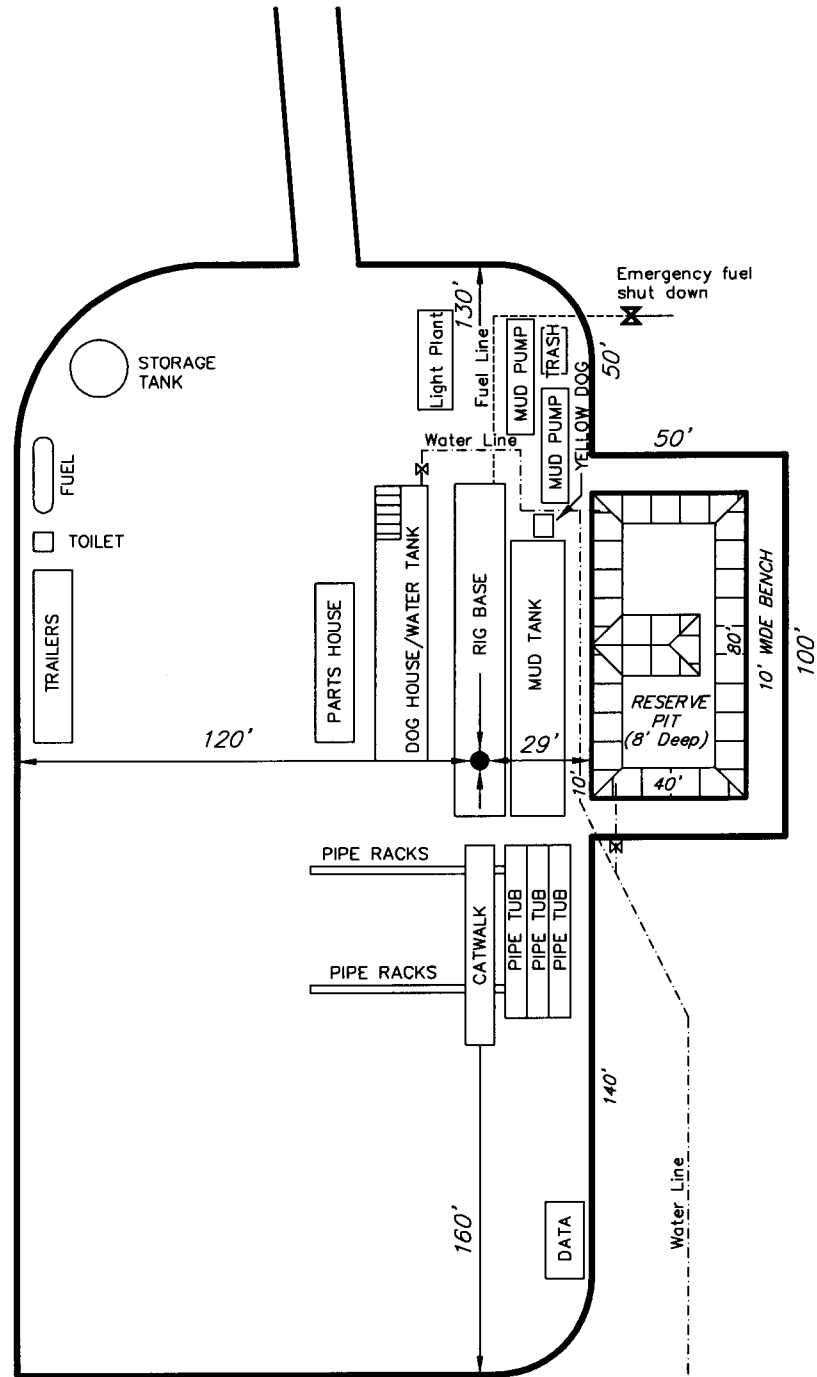 Emergency fuel
shut down
130'
Light Plant
Fuel Line
MUD PUMP
TRASH
50'
STORAGE
TANK
MUD PUMP
YELLOW DOG
Water Line
50'
FUEL
TOILET
TRAILERS
PARTS HOUSE
DOG HOUSE/WATER TANK
RIG BASE
MUD TANK
80'
10' WIDE BENCH
100'
RESERVE
PIT
(8' Deep)
120'
29'
10'
40'
PIPE RACKS
CATWALK
PIPE TUB
PIPE TUB
PIPE TUB
PIPE RACKS
140'
160'
DATA
Water Line